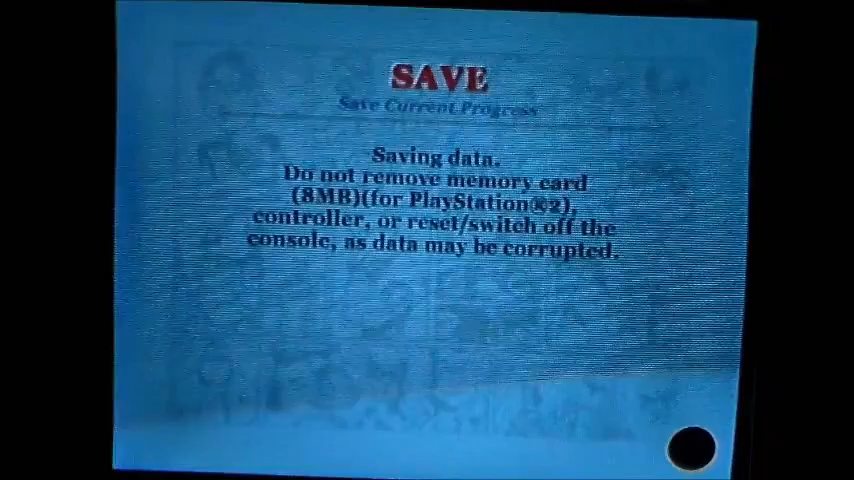 SAVE
Save Current Progress
Saving data.
Do not remove memory card
(8MB)(for PlayStation®2),
controller, or reset/switch off the
console, as data may be corrupted.